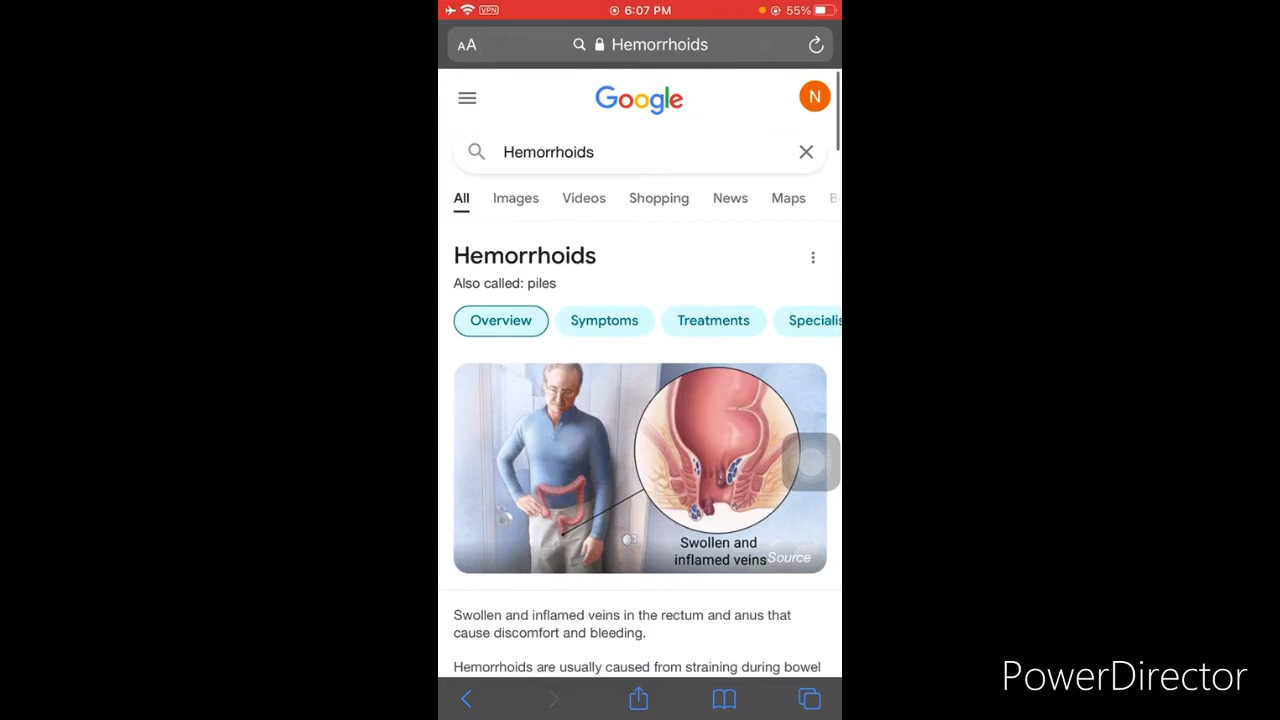 VPN
6:07 PM
55%
AA
Hemorrhoids
Google
N
Hemorrhoids
All Images Videos Shopping News Maps B
Hemorrhoids
Also called: piles
Overview Symptoms Treatments Specialis
Swollen and
inflamed veins
Source
Swollen and inflamed veins in the rectum and anus that
cause discomfort and bleeding.
Hemorrhoids are usually caused from straining during bowel
PowerDirector